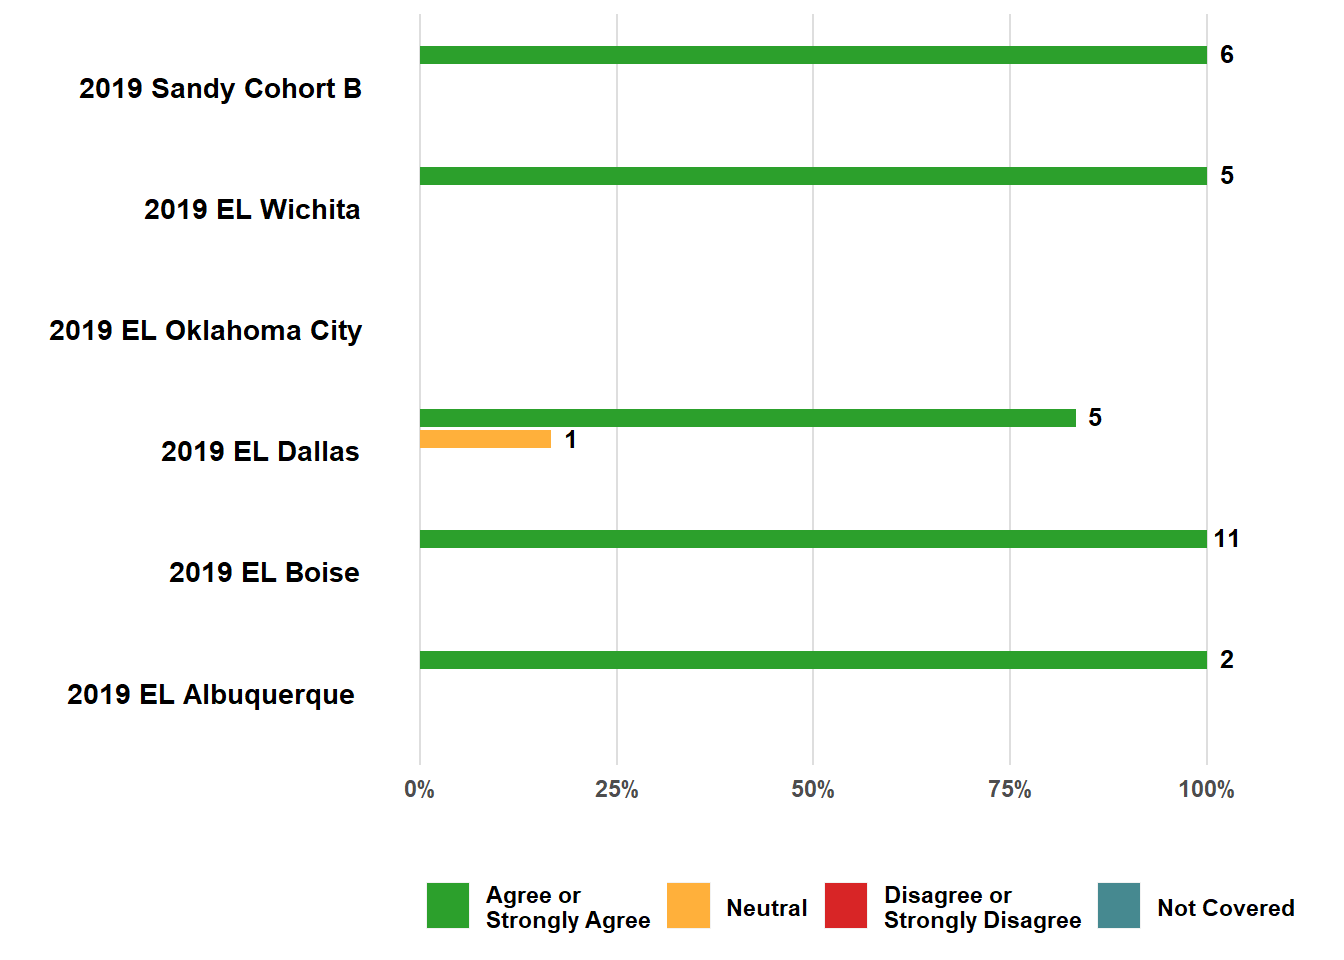 6
2019 Sandy Cohort B
5
2019 EL Wichita
2019 EL Oklahoma City
5
1
2019 EL Dallas
11
2019 EL Boise
2
2019 EL Albuquerque
0% 25% 50% 75% 100%
Agree or
Strongly Agree
Neutral
Disagree or
Strongly Disagree
Not Covered